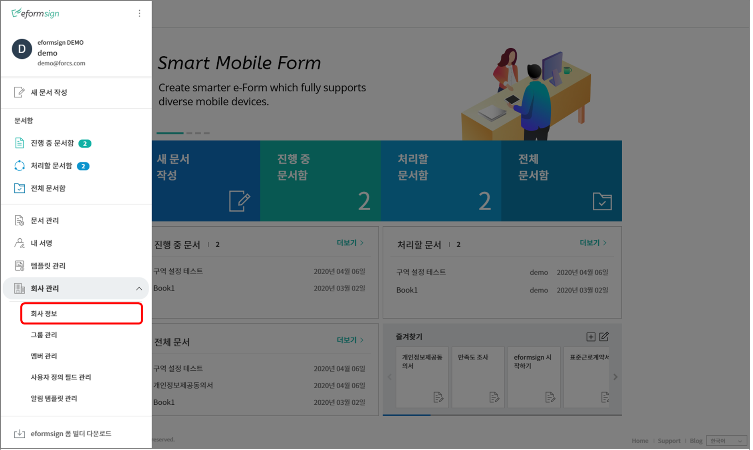 eformsign
D
eformsign DEMO
demo
demo@forcs.com
새 문서 작성
문서함
진행 중 문서함 2
처리할 문서함 2
전체 문서함
문서 관리
내 서명
템플릿 관리
회사 관리
회사 정보
그룹 관리
멤버 관리
사용자 정의 필드 관리
알림 템플릿 관리
eformsign 폼 빌더 다운로드
Smart Mobile Form
Create smarter e-Form which fully supports
diverse mobile devices.
새 문서
작성
진행 중
문서함
2
처리할
문서함
2
전체
문서함
진행 중 문서 | 2 더보기 >
구역 설정 테스트 2020년 04월 06일
Book1 2020년 03월 02일
처리할 문서 | 2 더보기 >
구역 설정 테스트 demo 2020년 04월 06일
Book1 demo 2020년 03월 02일
전체 문서 더보기 >
구역 설정 테스트 2020년 04월 06일
개인정보제공동의서 2020년 04월 06일
Book1 2020년 03월 02일
즐겨찾기
개인정보제공동
의서
만족도 조사
eformsign 시
작하기
표준근로계약서
reserved.
Home | Support | Blog 한국어